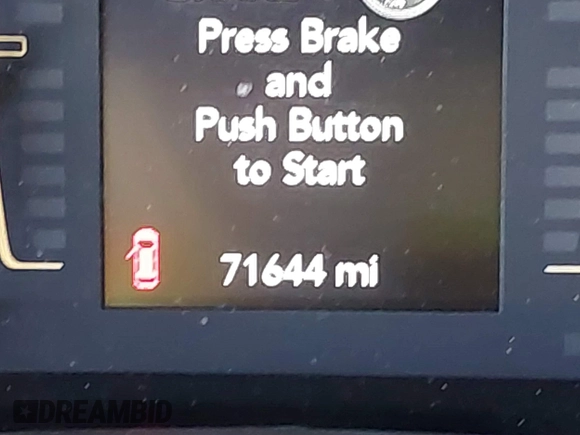 Press Brake
and
Push Button
to Start
71644 mi
DREAMBID